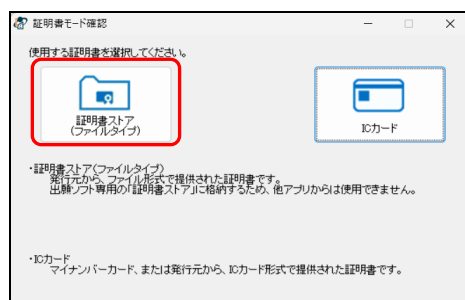 証明書モード確認
使用する証明書を選択してください。
証明書ストア
(ファイルタイプ)
ICカード
・証明書ストア(ファイルタイプ)
発行元から、ファイル形式で提供された証明書です。
出願ソフト専用の「証明書ストア」に格納するため、他アプリからは使用できません。
・ICカード
マイナンバーカード、または発行元から、ICカード形式で提供された証明書です。